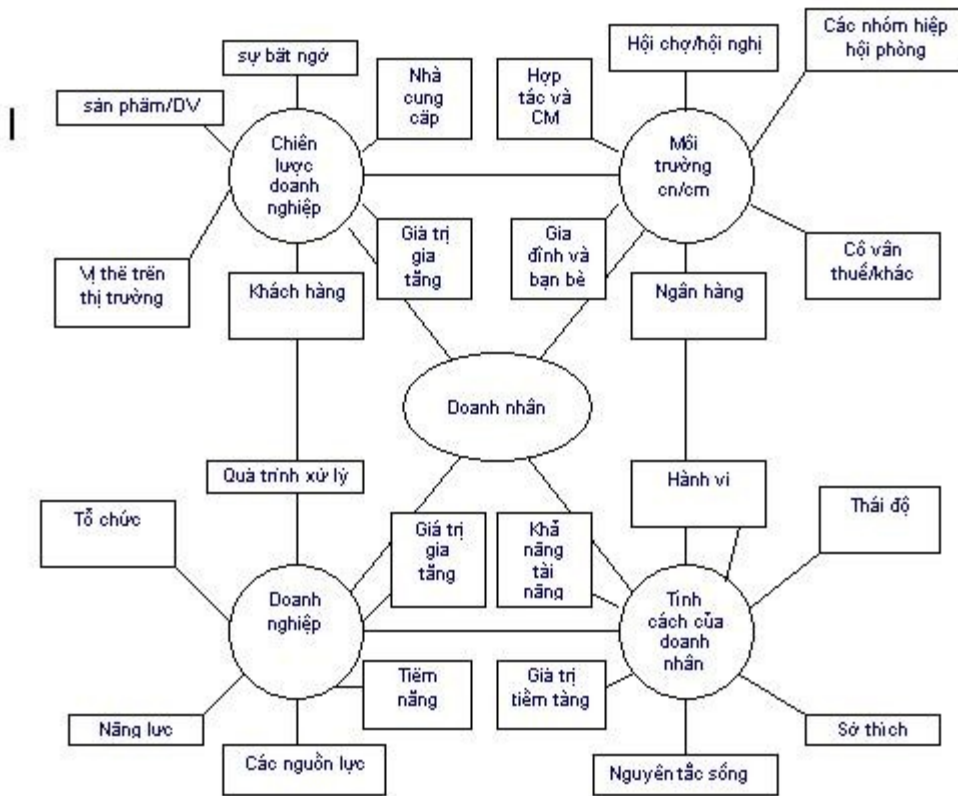 sự bất ngờ
Hội chợ/hội nghị
Các nhóm hiệp
hội phòng
sản phẩm/DV
Nhà
cung
cấp
Hợp
tác và
CM
Chiến
lược
doanh
nghiệp
Môi
trường
cn/cm
Vị thế trên
thị trường
Khách hàng
Giá trị
gia
tăng
Gia
đình và
bạn bè
Ngân hàng
Cố vấn
thuế/khác
Doanh nhân
Quá trình xử lý
Hành vi
Tổ chức
Giá trị
gia
tăng
Khả
năng
tài
năng
Thái độ
Doanh
nghiệp
Tính
cách của
doanh
nhân
Tiềm
năng
Giá trị
tiềm tàng
Năng lực
Các nguồn lực
Nguyên tắc sống
Sở thích